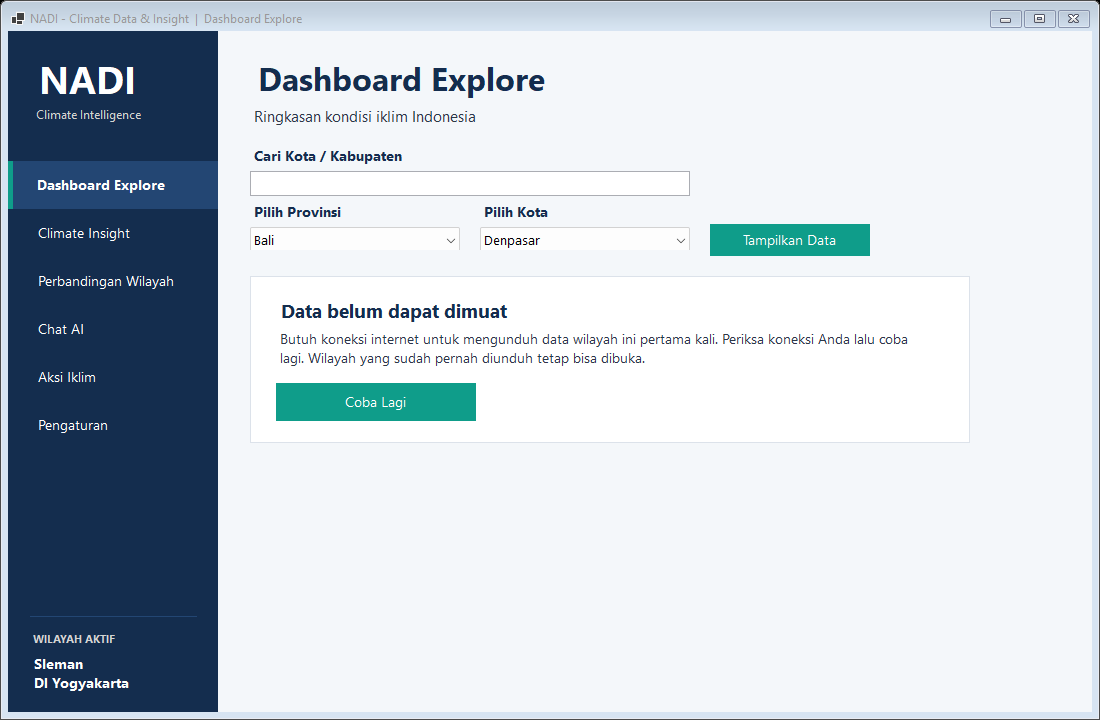 NADI - Climate Data & Insight | Dashboard Explore
NADI
Climate Intelligence
Dashboard Explore
Climate Insight
Perbandingan Wilayah
Chat AI
Aksi Iklim
Pengaturan
WILAYAH AKTIF
Sleman
DI Yogyakarta
Dashboard Explore
Ringkasan kondisi iklim Indonesia
Cari Kota / Kabupaten
Pilih Provinsi
Pilih Kota
Bali
Denpasar
Tampilkan Data
Data belum dapat dimuat
Butuh koneksi internet untuk mengunduh data wilayah ini pertama kali. Periksa koneksi Anda lalu coba
lagi. Wilayah yang sudah pernah diunduh tetap bisa dibuka.
Coba Lagi